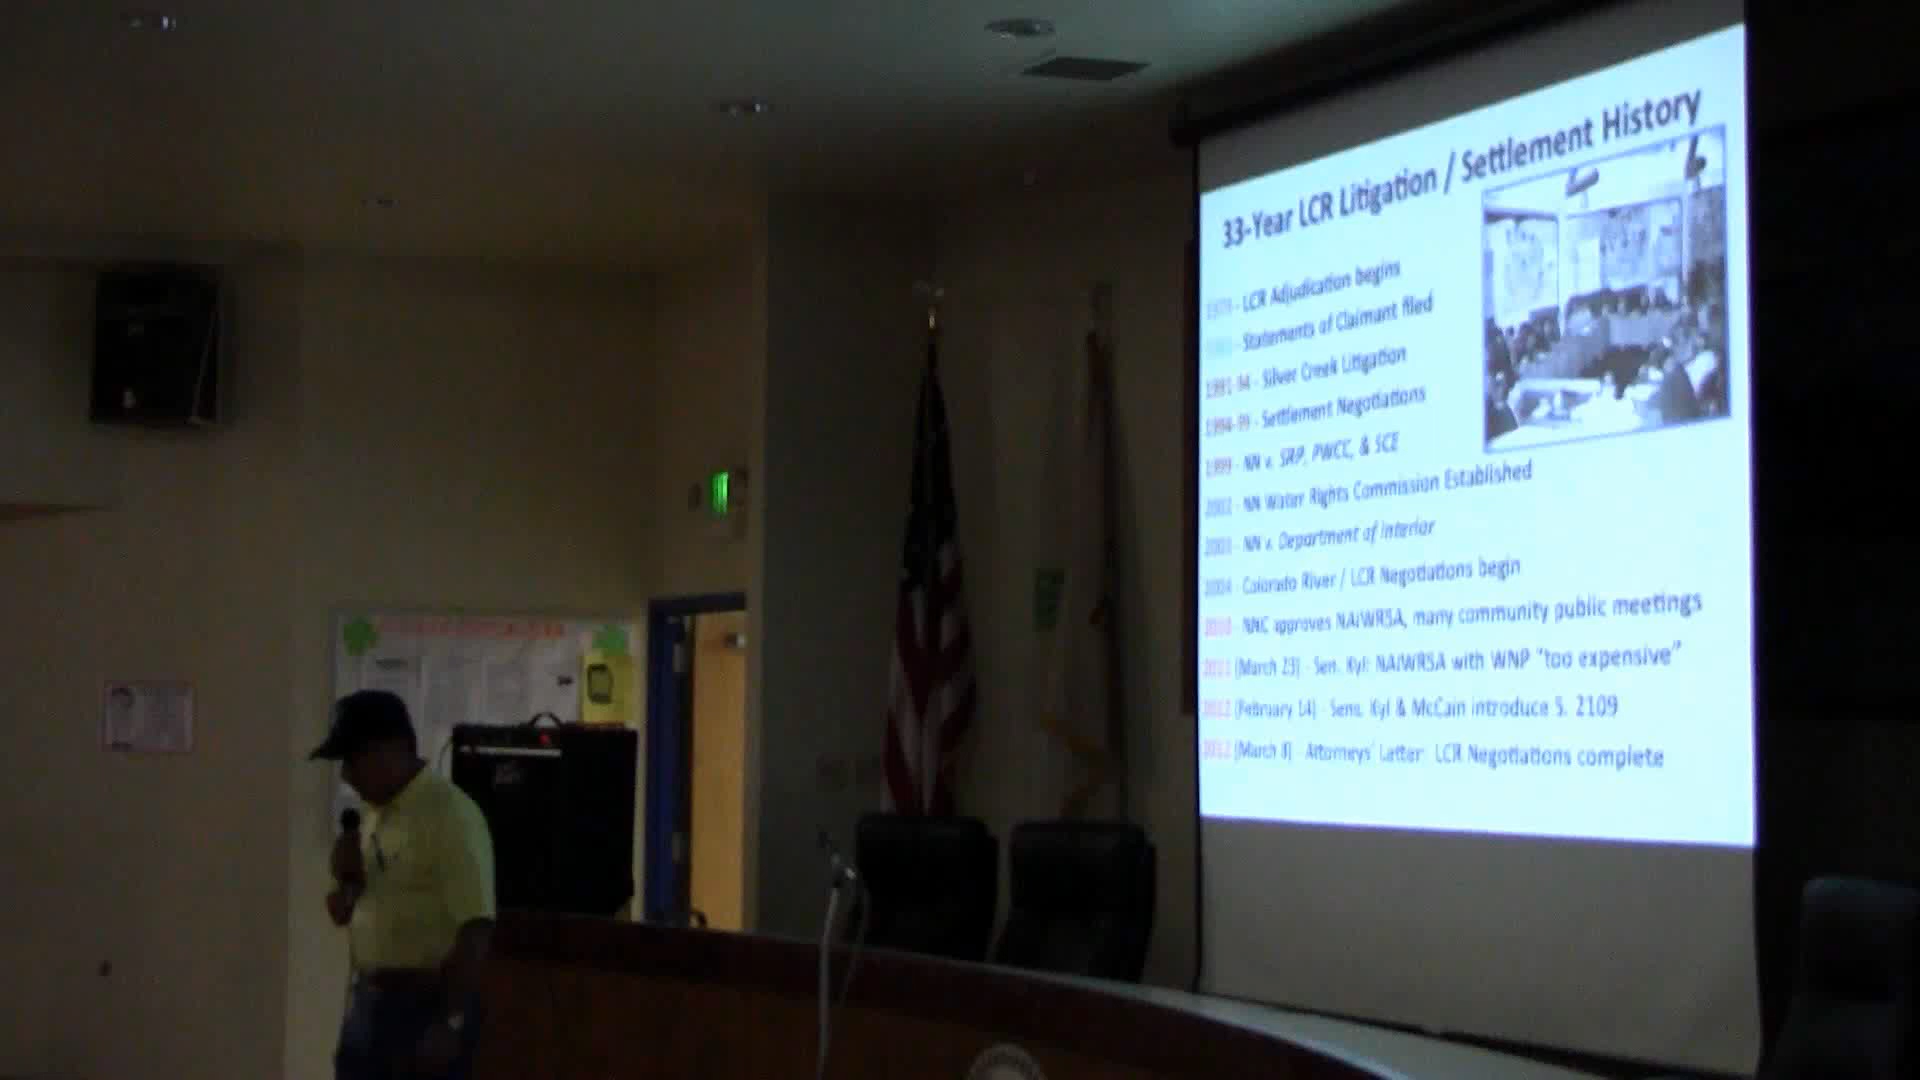 33-Year LCR Litigation / Settlement History
1979 - LCR Adjudication begins
- Statements of Claimant filed
1991-94 - Silver Creek Litigation
1994-99 - Settlement Negotiations
1999 - NN v. SRP, PWCC, & SCE
2002 - NN Water Rights Commission Established
2003 - NN v. Department of Interior
2004 - Colorado River / LCR Negotiations begin
2010 - NNC approves NAIWRSA, many community public meetings
2011 (March 23) - Sen. Kyl: NAIWRSA with WNP "too expensive"
2012 (February 14) - Sens. Kyl & McCain introduce S. 2109
2012 (March 8) - Attorneys' Letter: LCR Negotiations complete